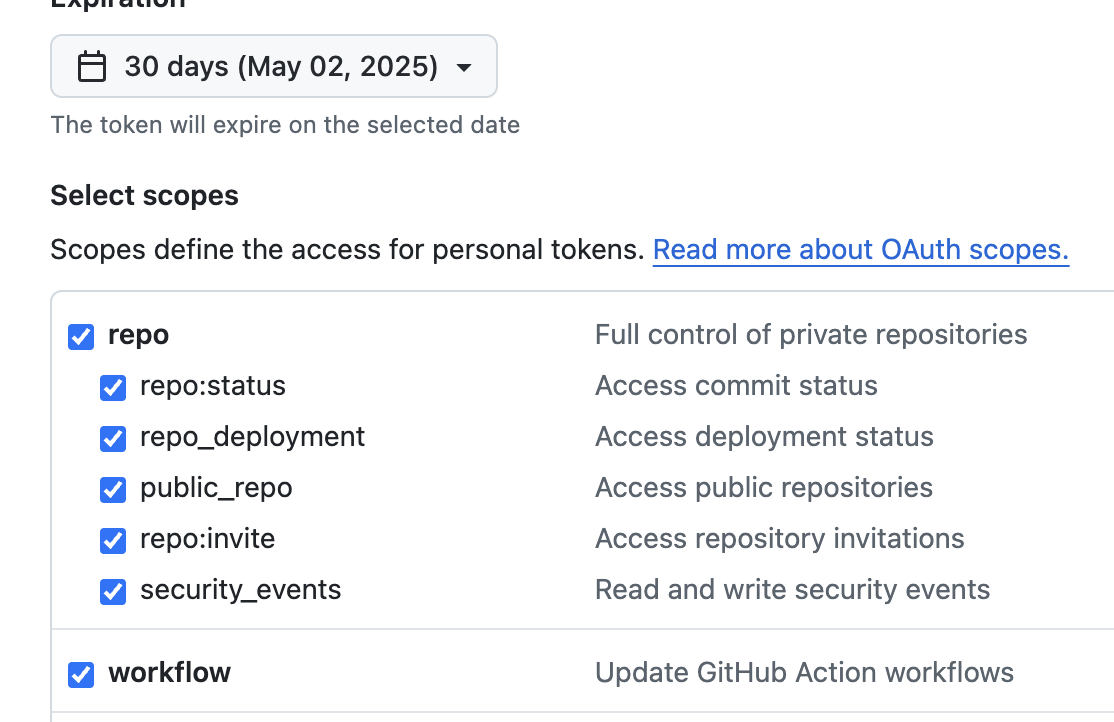 Expiration
30 days (May 02, 2025)
The token will expire on the selected date
Select scopes
Scopes define the access for personal tokens. Read more about OAuth scopes.
repo Full control of private repositories
repo:status Access commit status
repo_deployment Access deployment status
public_repo Access public repositories
repo:invite Access repository invitations
security_events Read and write security events
workflow Update GitHub Action workflows